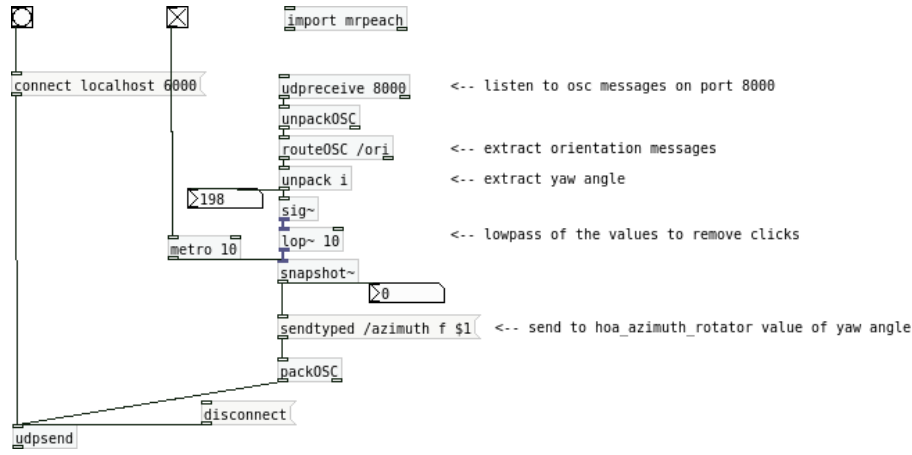 import mrpeach
connect localhost 6000
udpreceive 8000
<-- listen to osc messages on port 8000
unpackOSC
routeOSC /ori
<-- extract orientation messages
unpack i
<-- extract yaw angle
198
sig~
lop~ 10
<-- lowpass of the values to remove clicks
metro 10
snapshot~
0
sendtyped /azimuth f $1
<-- send to hoa_azimuth_rotator value of yaw angle
packOSC
disconnect
udpsend